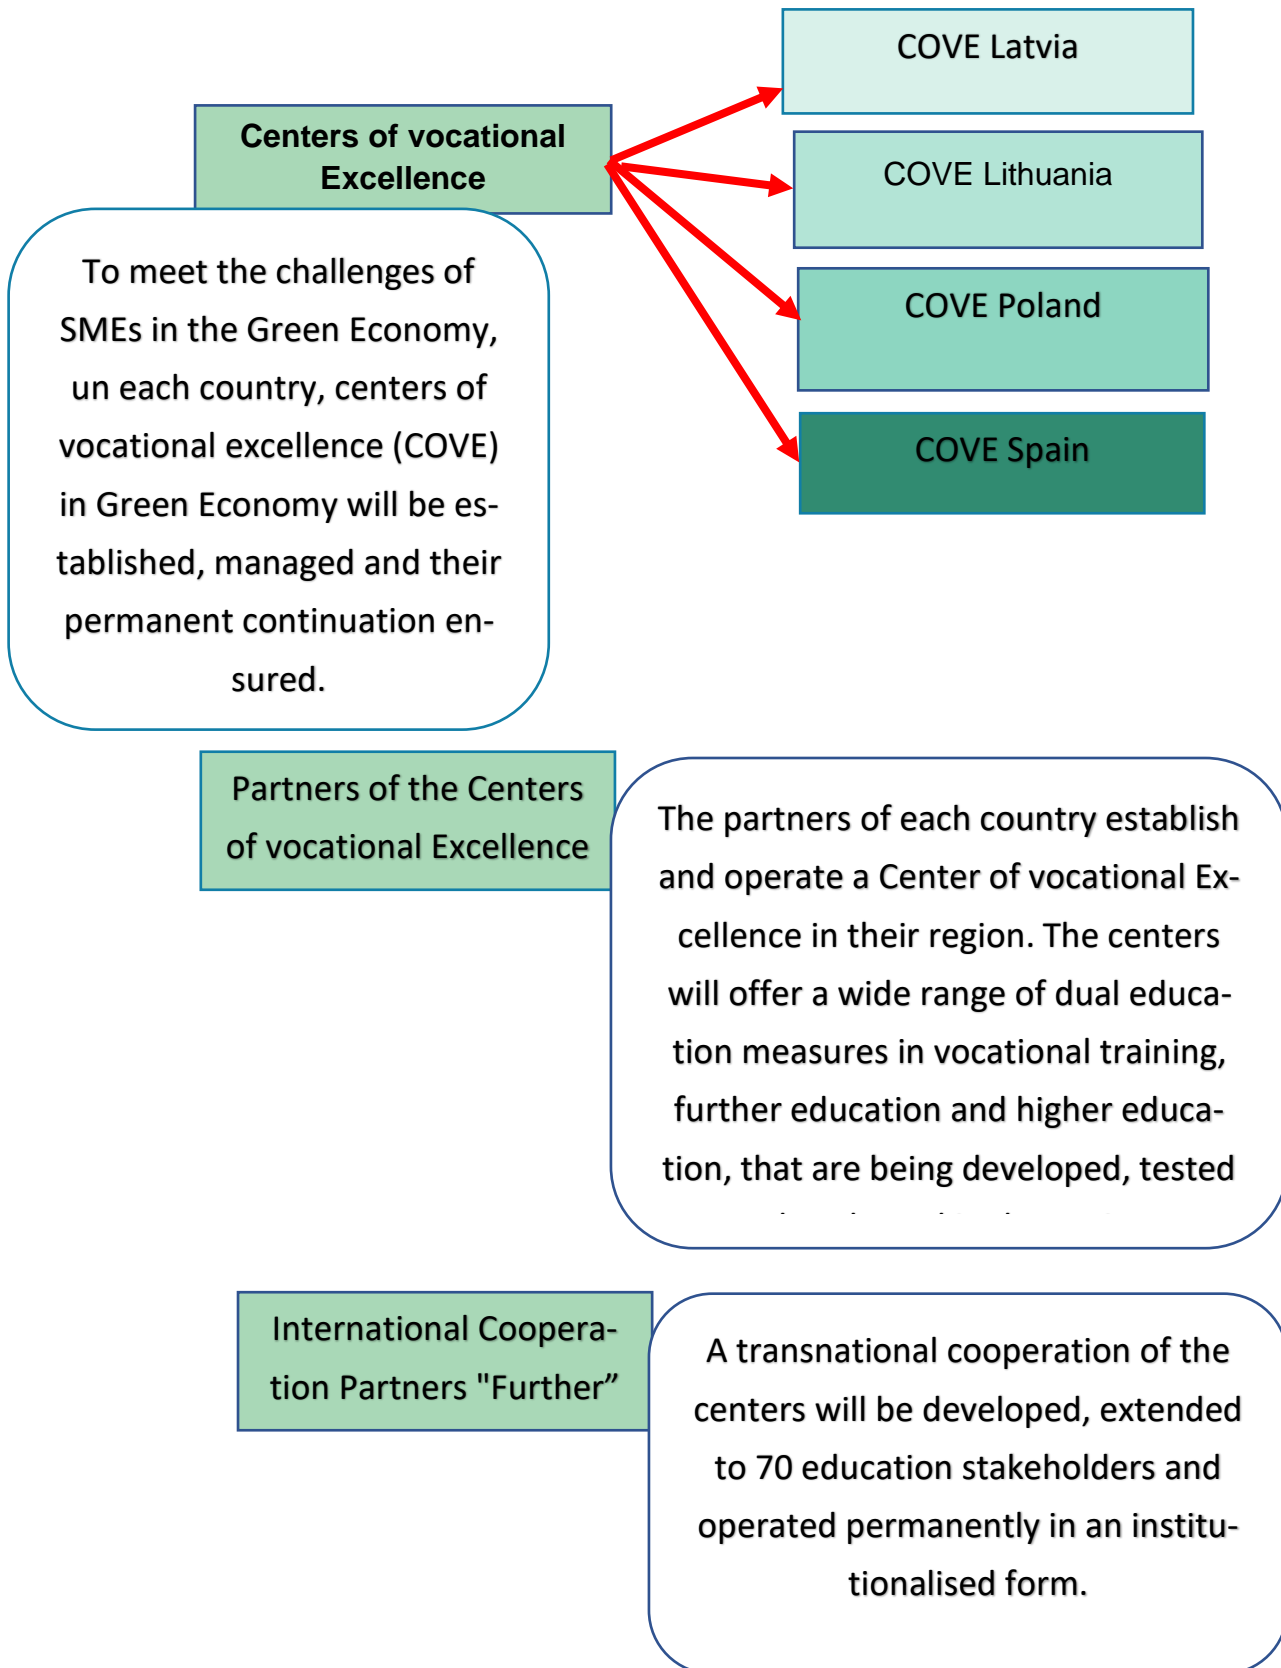 COVE Latvia
Centers of vocational
Excellence
COVE Lithuania
To meet the challenges of
SMEs in the Green Economy,
un each country, centers of
vocational excellence (COVE)
in Green Economy will be es-
tablished, managed and their
permanent continuation en-
sured.
COVE Poland
COVE Spain
Partners of the Centers
of vocational Excellence
The partners of each country establish
and operate a Center of vocational Ex-
cellence in their region. The centers
will offer a wide range of dual educa-
tion measures in vocational training,
further education and higher educa-
tion, that are being developed, tested
International Coopera-
tion Partners "Further”
A transnational cooperation of the
centers will be developed, extended
to 70 education stakeholders and
operated permanently in an institu-
tionalised form.